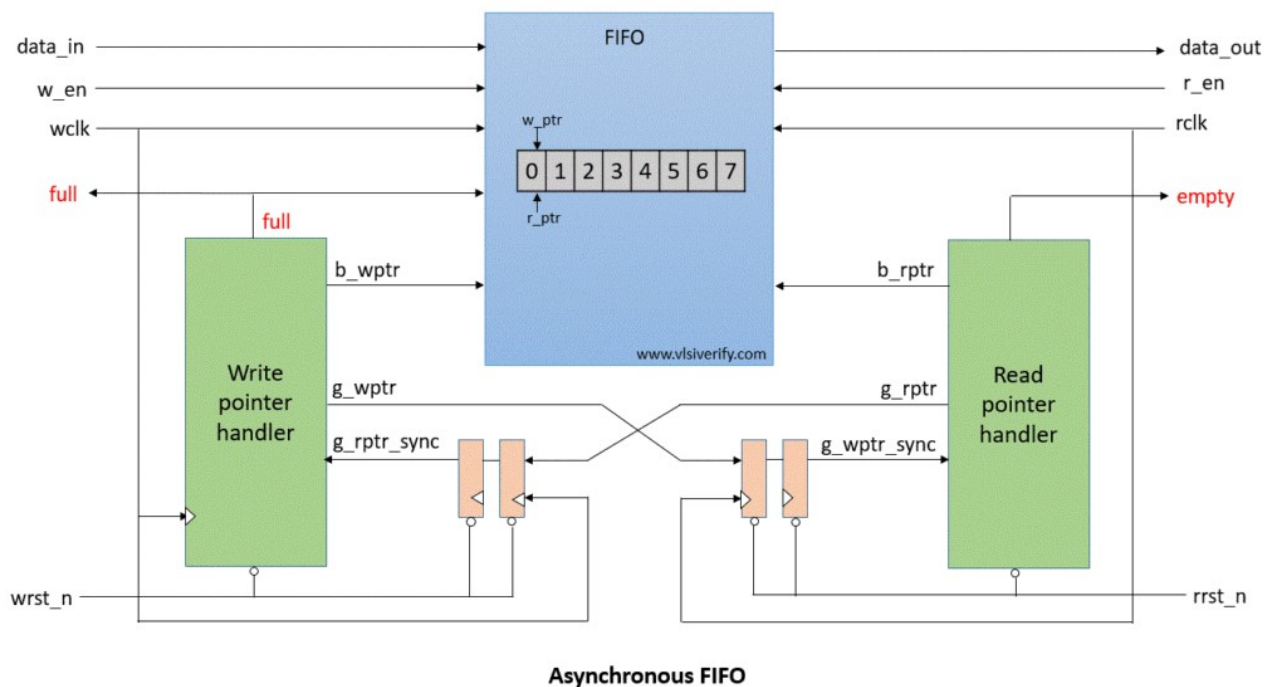 FIFO
data_in
data_out
w_en
r_en
wclk
rclk
w_ptr
0 1 2 3 4 5 6 7
r_ptr
full
full
empty
b_wptr
b_rptr
www.vlsiverify.com
Write
pointer
handler
Read
pointer
handler
g_wptr
g_rptr
g_rptr_sync
g_wptr_sync
wrst_n
rrst_n
Asynchronous FIFO